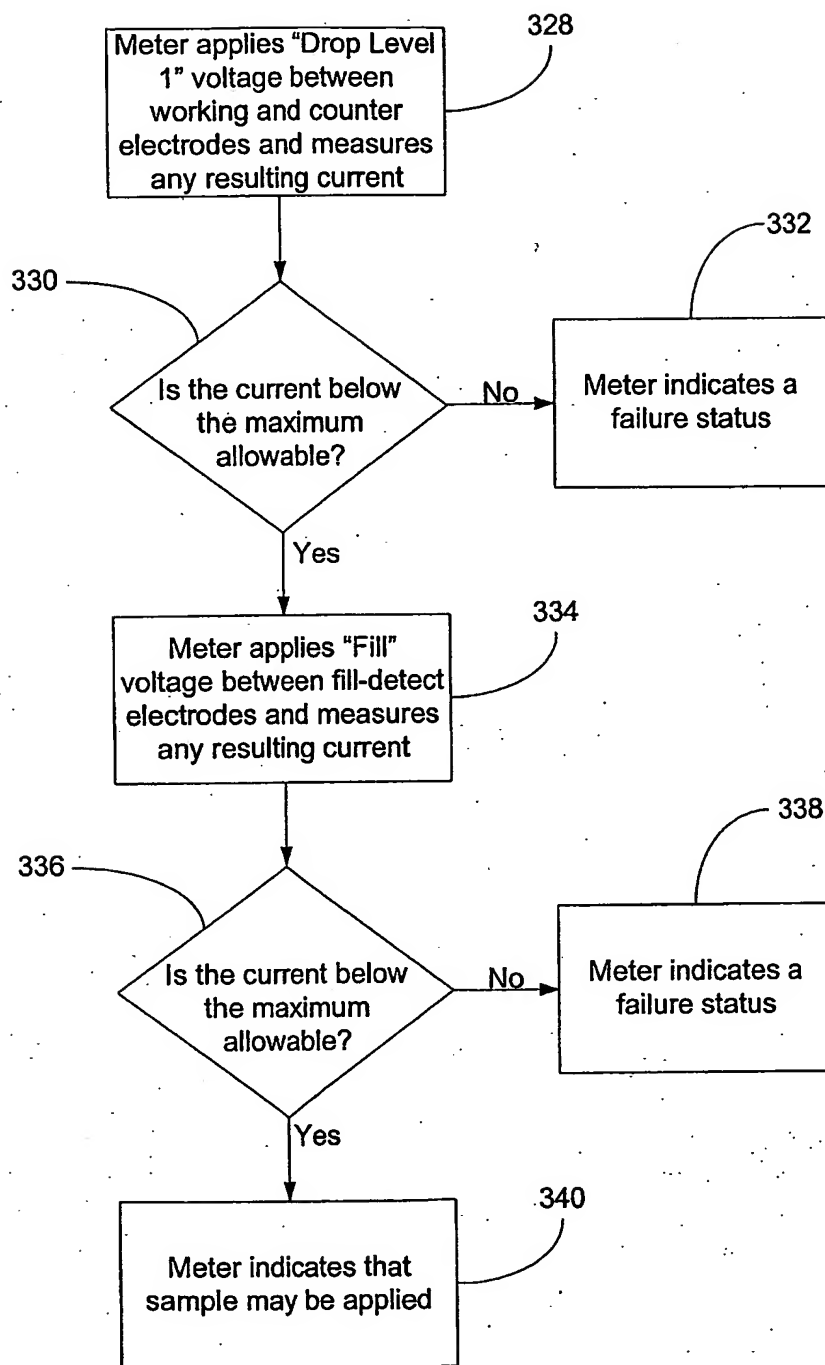 Meter applies “Drop Level
1” voltage between
working and counter
electrodes and measures
any resulting current
328
330
Is the current below
the maximum
allowable?
No
332
Meter indicates a
failure status
Yes
Meter applies “Fill”
voltage between fill-detect
electrodes and measures
any resulting current
334
336
Is the current below
the maximum
allowable?
No
338
Meter indicates a
failure status
Yes
340
Meter indicates that
sample may be applied